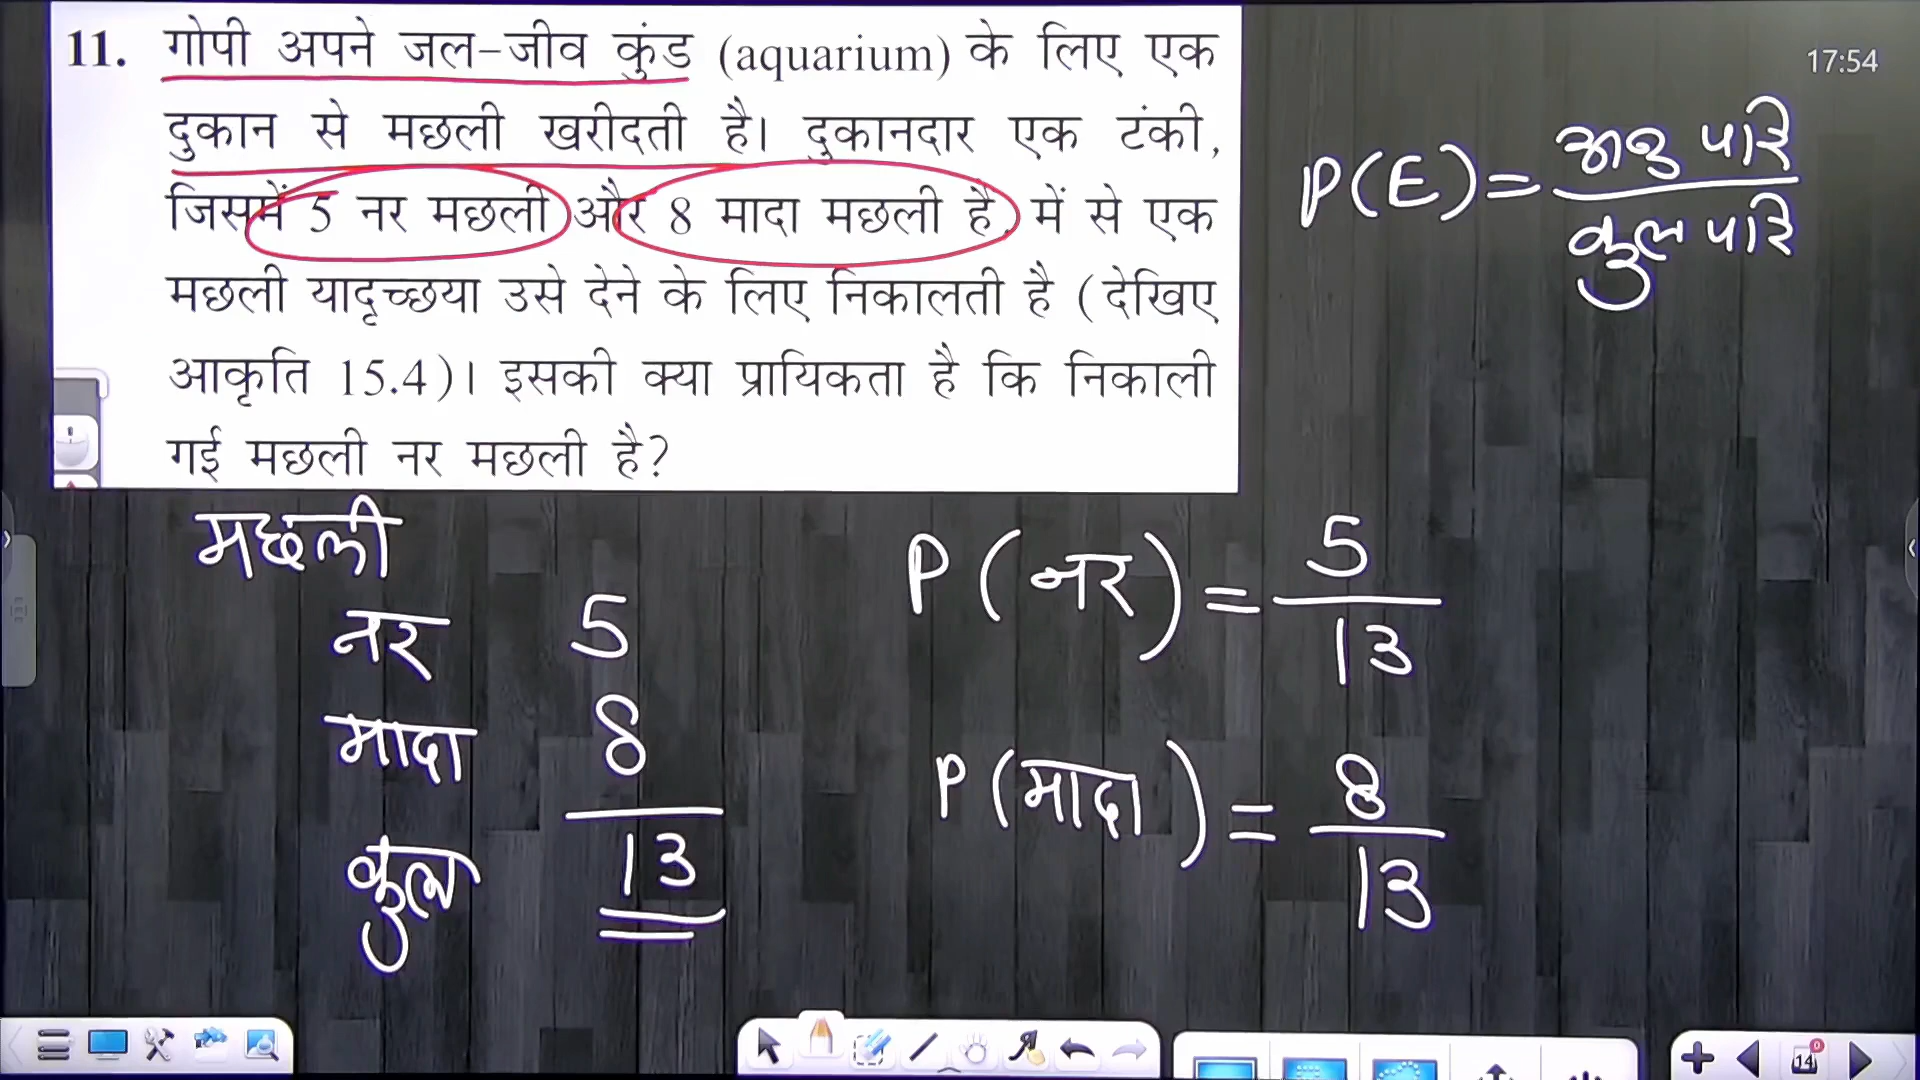 17:54
11. गोपी अपने जल-जीव कुंड (aquarium) के लिए एक
दुकान से मछली खरीदती है। दुकानदार एक टंकी,
जिसमें 5 नर मछली और 8 मादा मछली है, में से एक
मछली यादृच्छया उसे देने के लिए निकालती है (देखिए
आकृति 15.4)। इसकी क्या प्रायिकता है कि निकाली
गई मछली नर मछली है?
P(E) = अनु परि / कुल परि
मछली
नर 5
मादा 8
कुल 13
P(नर) = 5/13
P(मादा) = 8/13
14
0